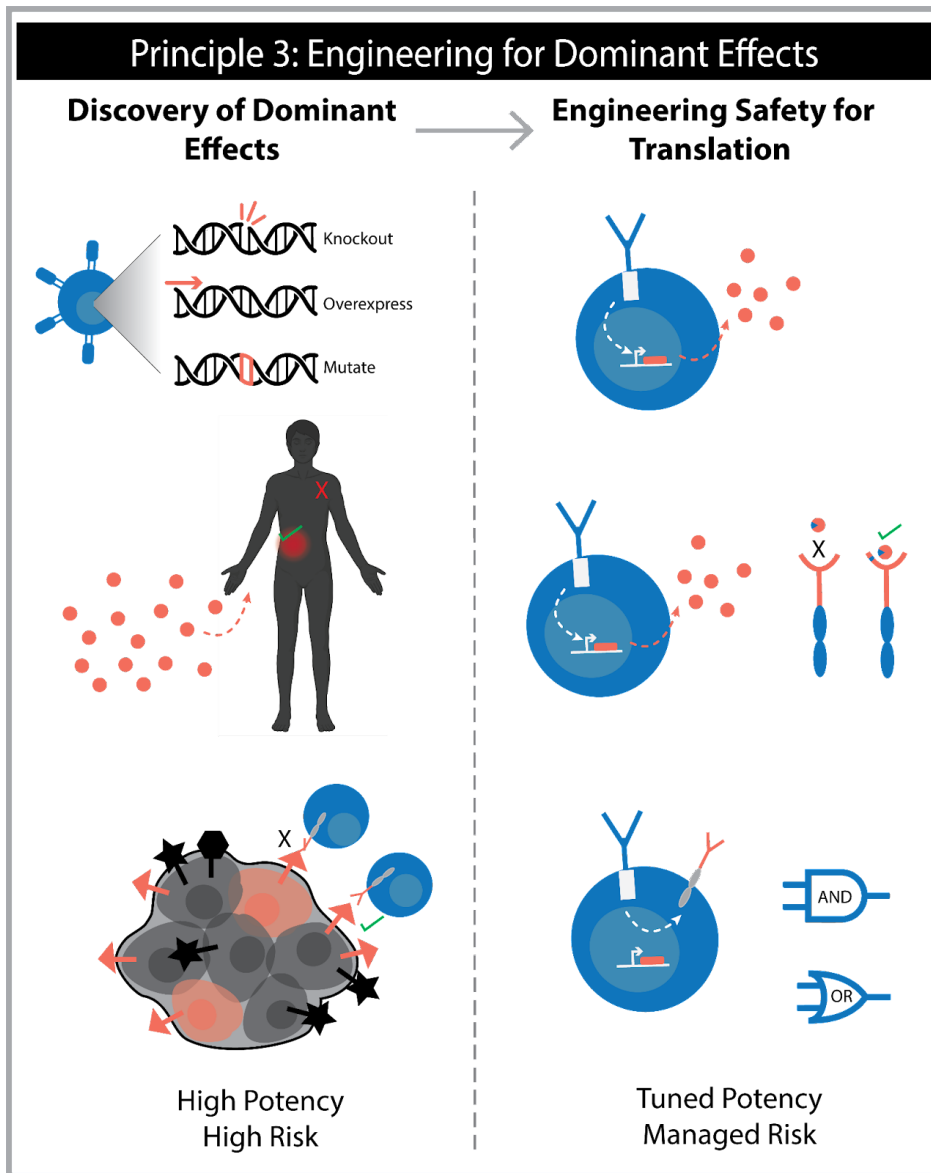 Principle 3: Engineering for Dominant Effects
Discovery of Dominant
Effects
Engineering Safety for
Translation
Knockout
Overexpress
Mutate
X
X
X
AND
OR
High Potency
High Risk
Tuned Potency
Managed Risk